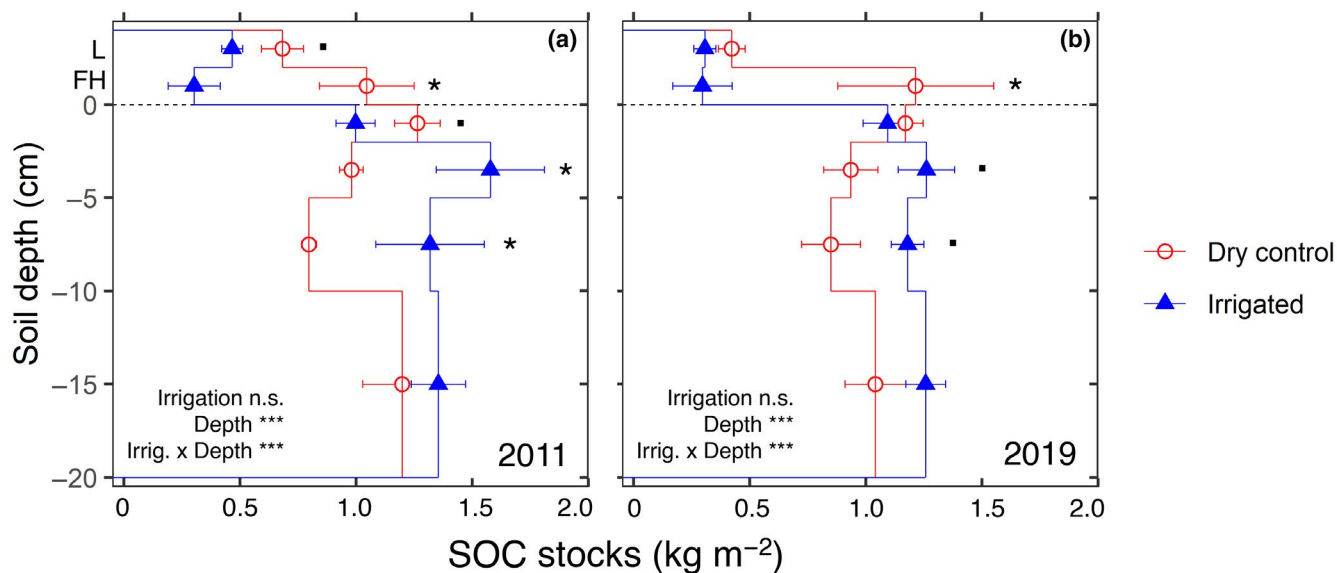 (a)
L
FH
0
−5
−10
−15
−20
Soil depth (cm)
Irrigation n.s.
Depth ***
Irrig. x Depth ***
2011
*
*
*
0 0.5 1.0 1.5 2.0
(b)
*
Irrigation n.s.
Depth ***
Irrig. x Depth ***
2019
0 0.5 1.0 1.5 2.0
SOC stocks (kg m−2)
Dry control
Irrigated